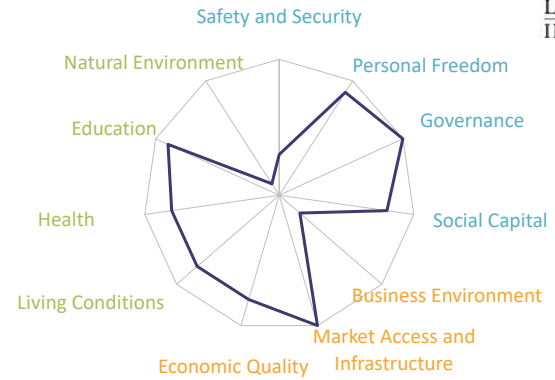 Safety and Security
Natural Environment
Personal Freedom
Education
Governance
Health
Social Capital
Living Conditions
Business Environment
Economic Quality
Market Access and
Infrastructure